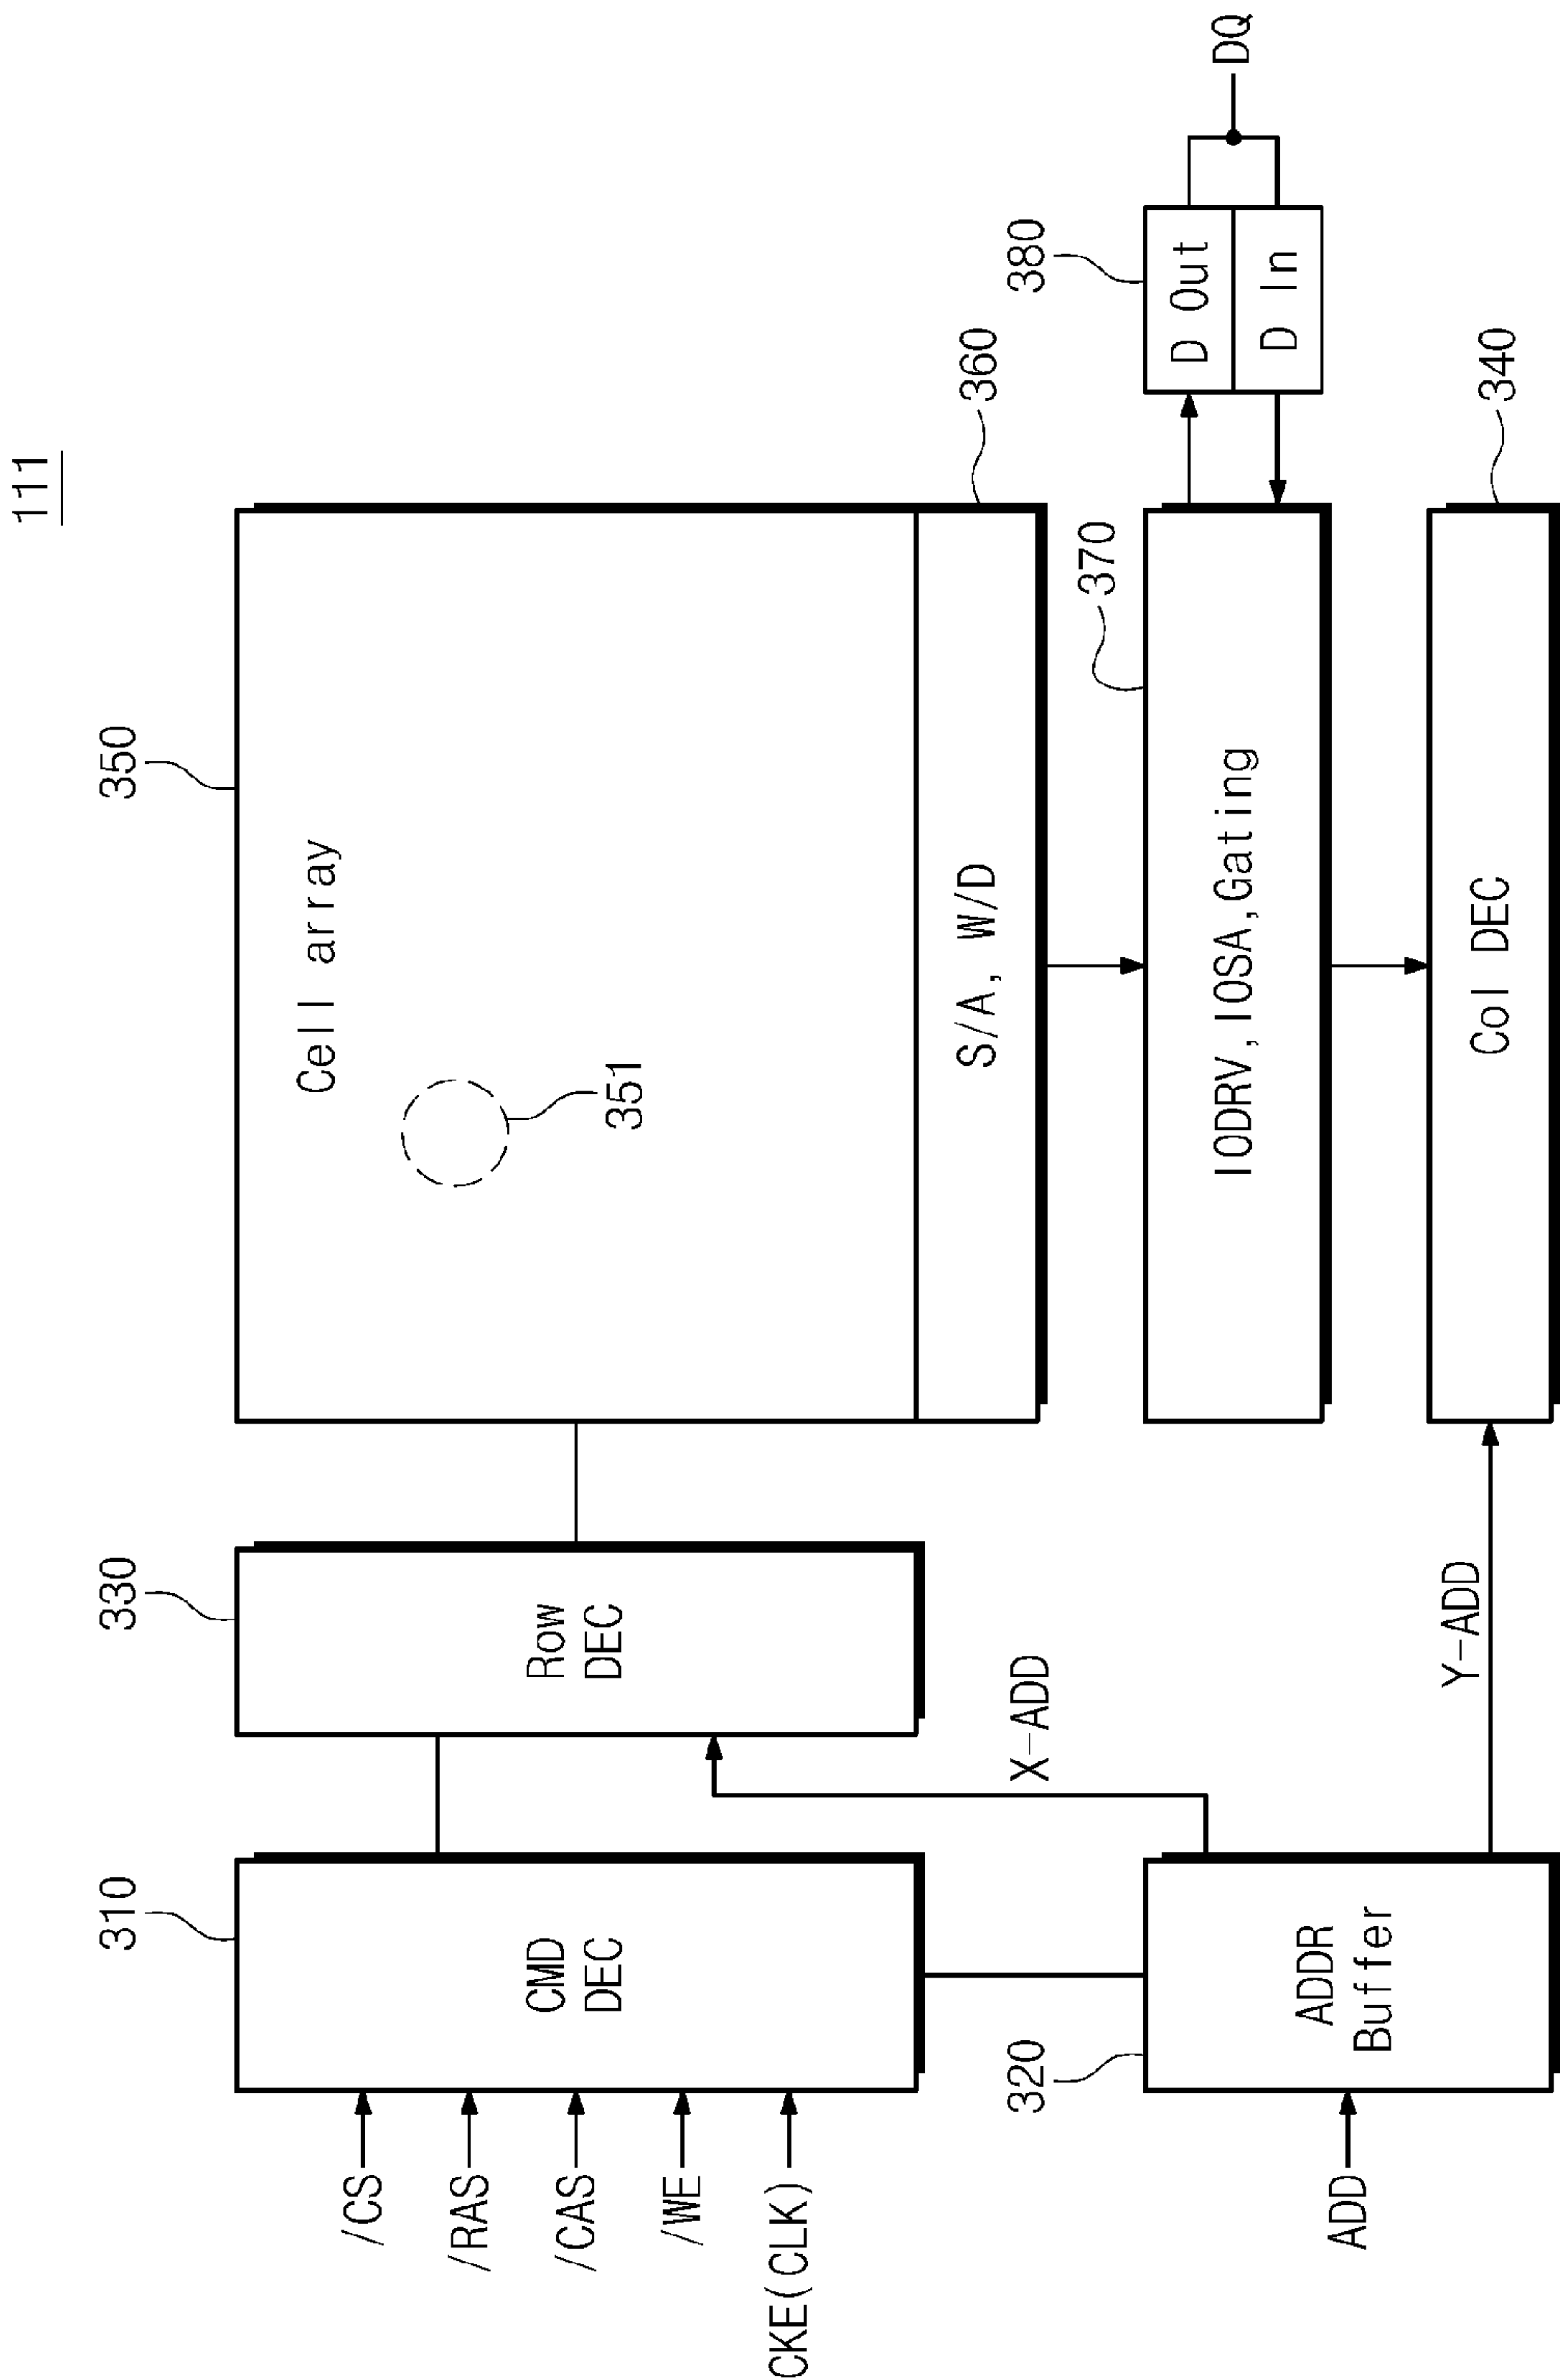 111
350
Cell array
351
360
S/A, W/D
330
Row
DEC
310
CMD
DEC
/CS
/RAS
/CAS
/WE
CKE(CLK)
370
IODRV,IOSA,Gating
380
D Out
D In
DQ
X-ADD
320
ADDR
Buffer
ADD
Y-ADD
Col DEC
340